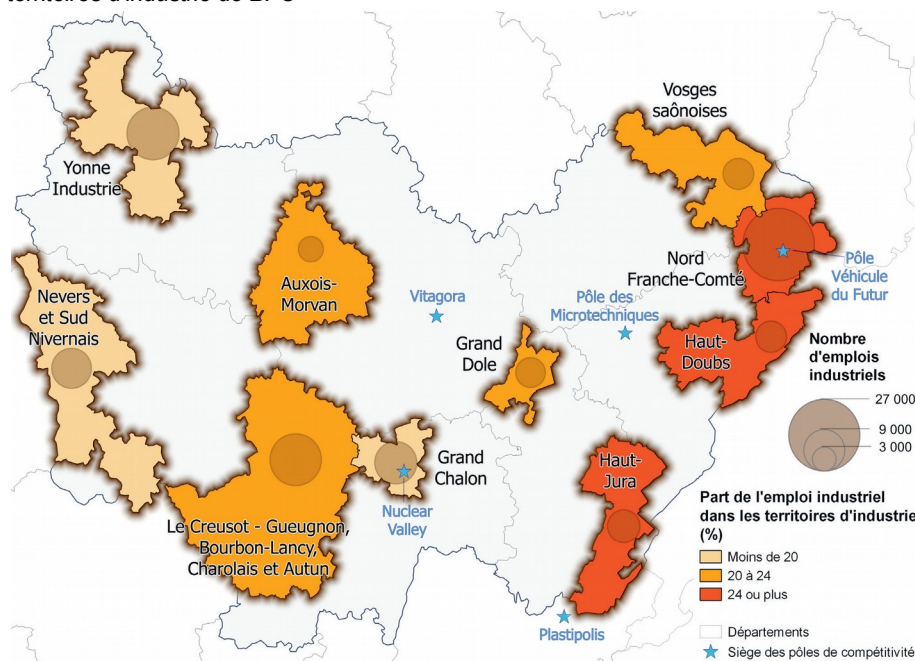 Vosges
saônoises
Yonne
Industrie
Nord
Franche-Comté
Pôle
Véhicule
du Futur
Auxois-
Morvan
Nevers
et Sud
Nivernais
Vitagora
Pôle des
Microtechniques
Grand
Dole
Haut-
Doubs
Nombre
d'emplois
industriels
27 000
9 000
3 000
Grand
Chalon
Haut-
Jura
Nuclear
Valley
Le Creusot - Gueugnon,
Bourbon-Lancy,
Charolais et Autun
Part de l'emploi industriel
dans les territoires d'industrie
(%)
Moins de 20
20 à 24
24 ou plus
Plastipolis
Départements
Siège des pôles de compétitivité